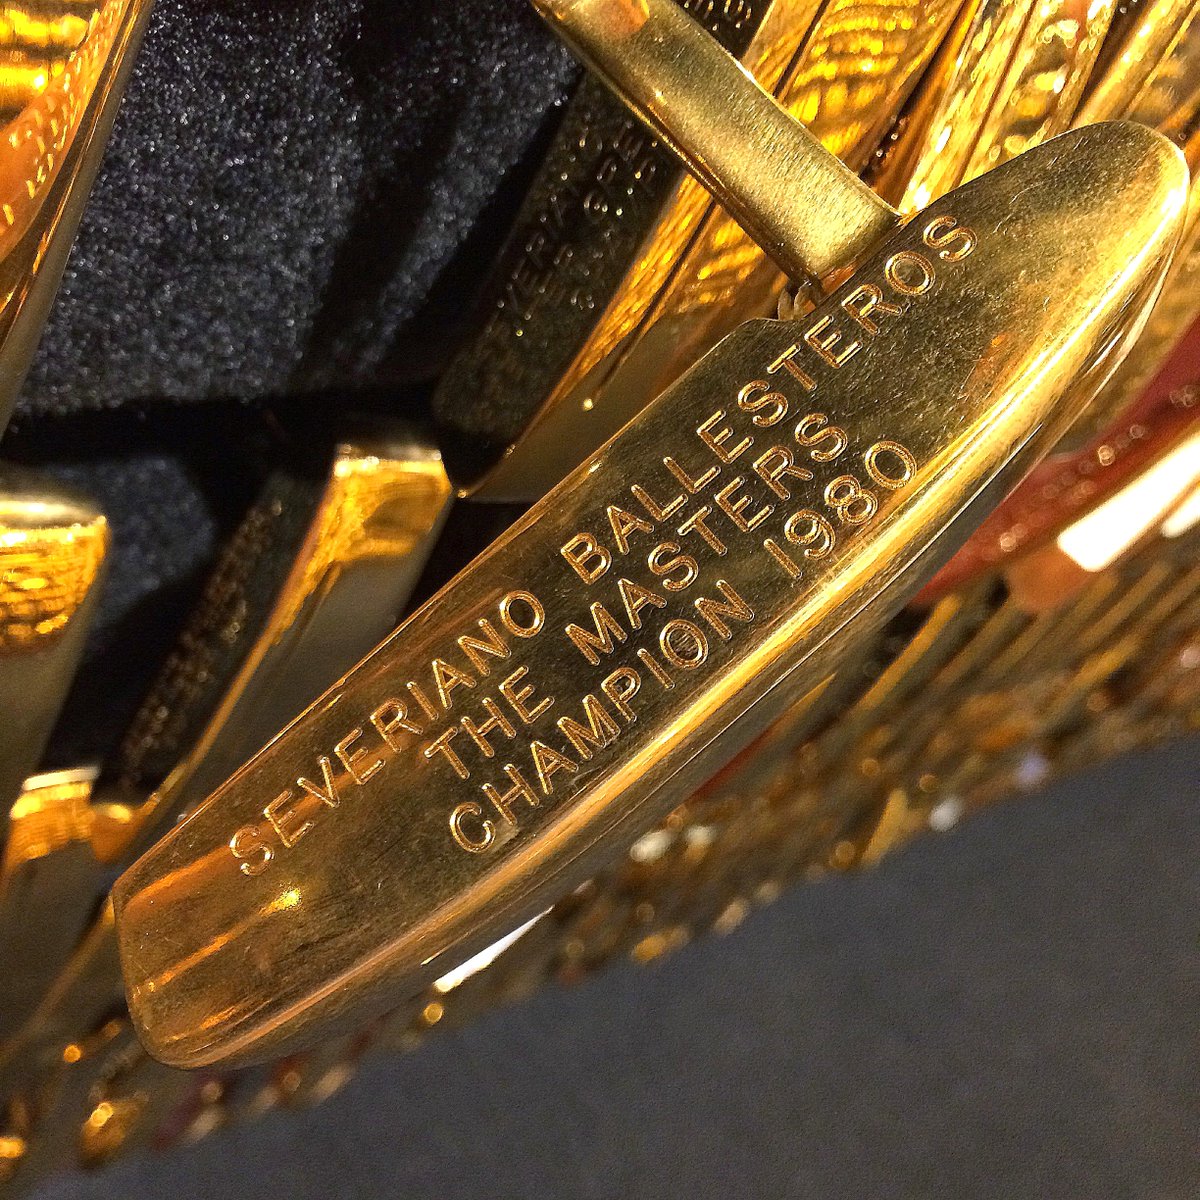 SEVERIANO BALLESTEROS
THE MASTERS
CHAMPION 1980